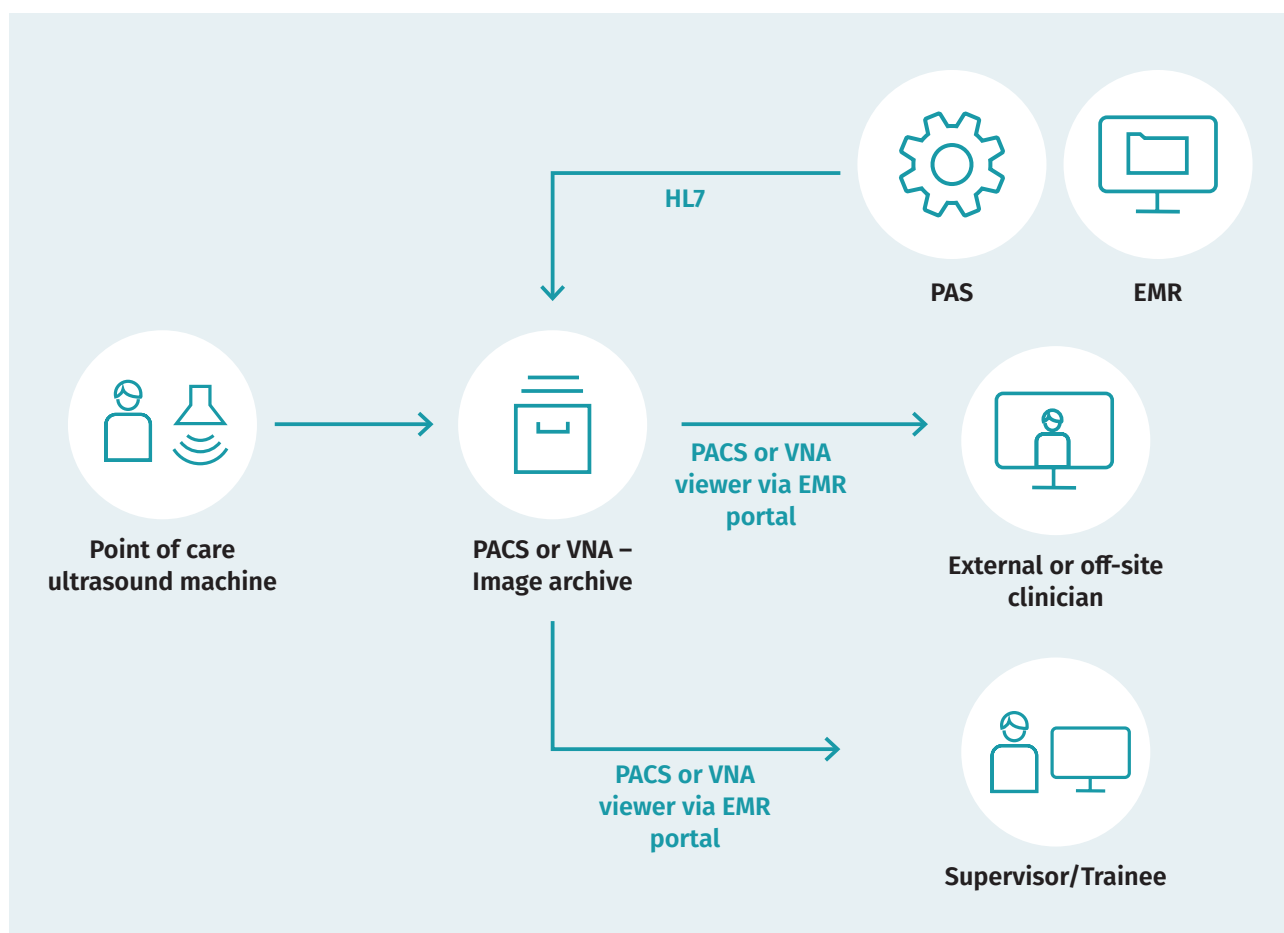 HL7
PAS
EMR
Point of care
ultrasound machine
PACS or VNA –
Image archive
PACS or VNA
viewer via EMR
portal
External or off-site
clinician
PACS or VNA
viewer via EMR
portal
Supervisor/Trainee